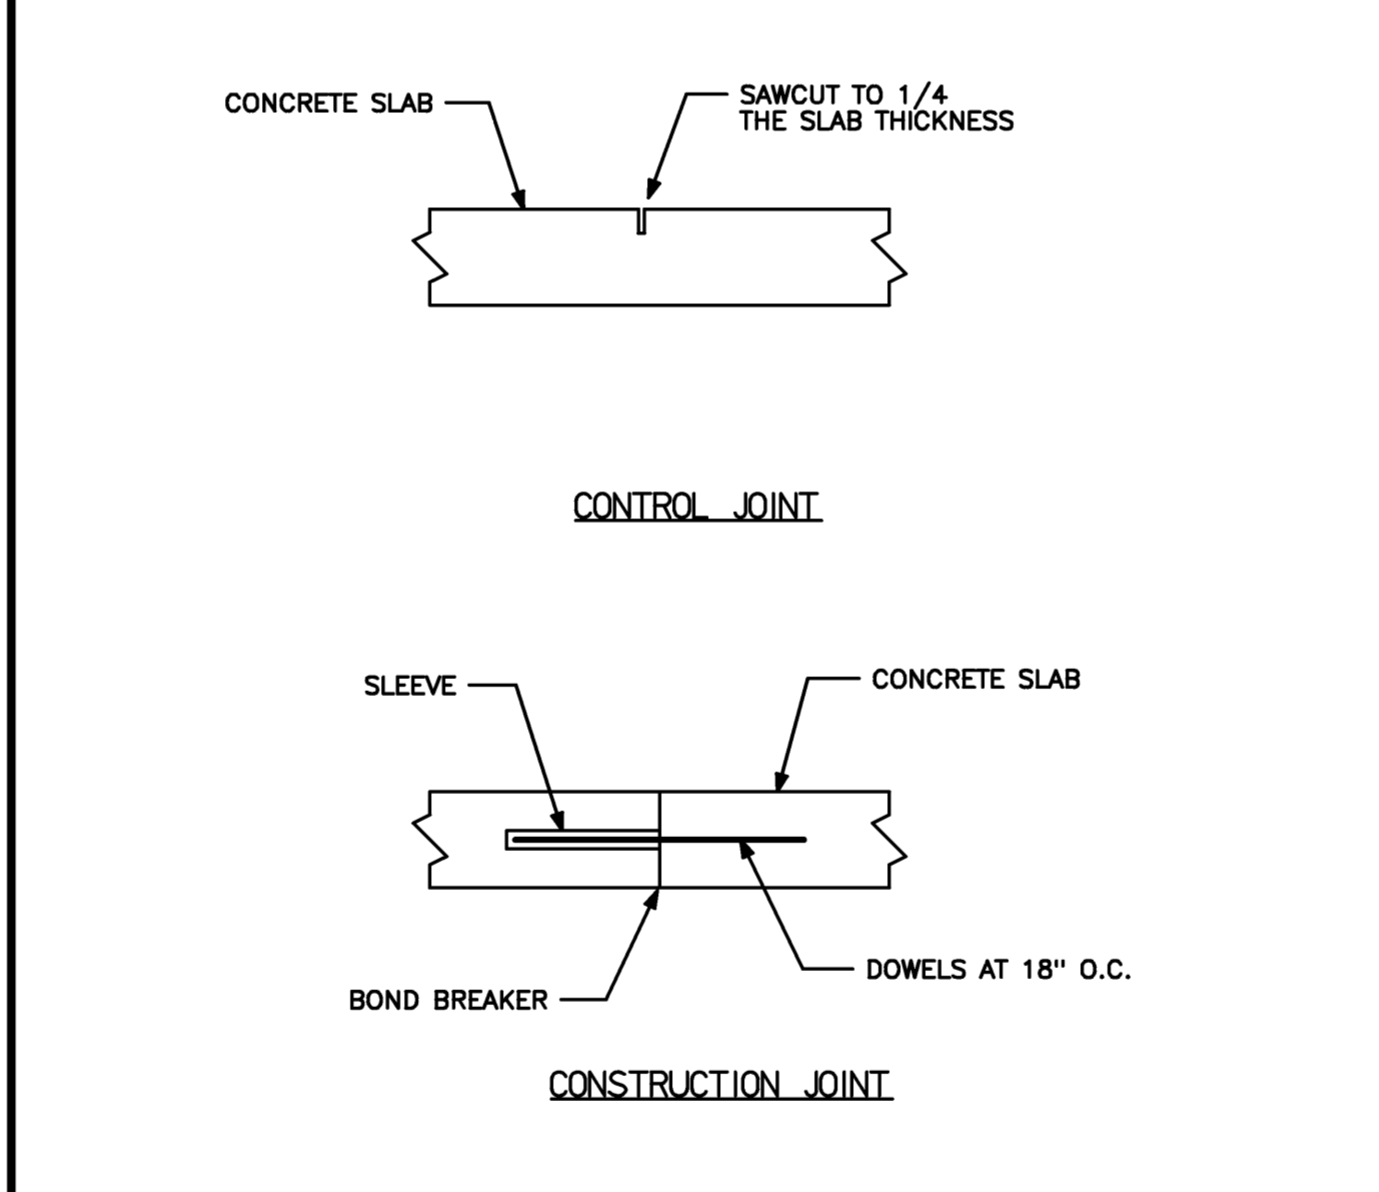 CONCRETE SLAB
SAWCUT TO 1/4
THE SLAB THICKNESS
CONTROL JOINT
SLEEVE
CONCRETE SLAB
DOWELS AT 18" O.C.
BOND BREAKER
CONSTRUCTION JOINT